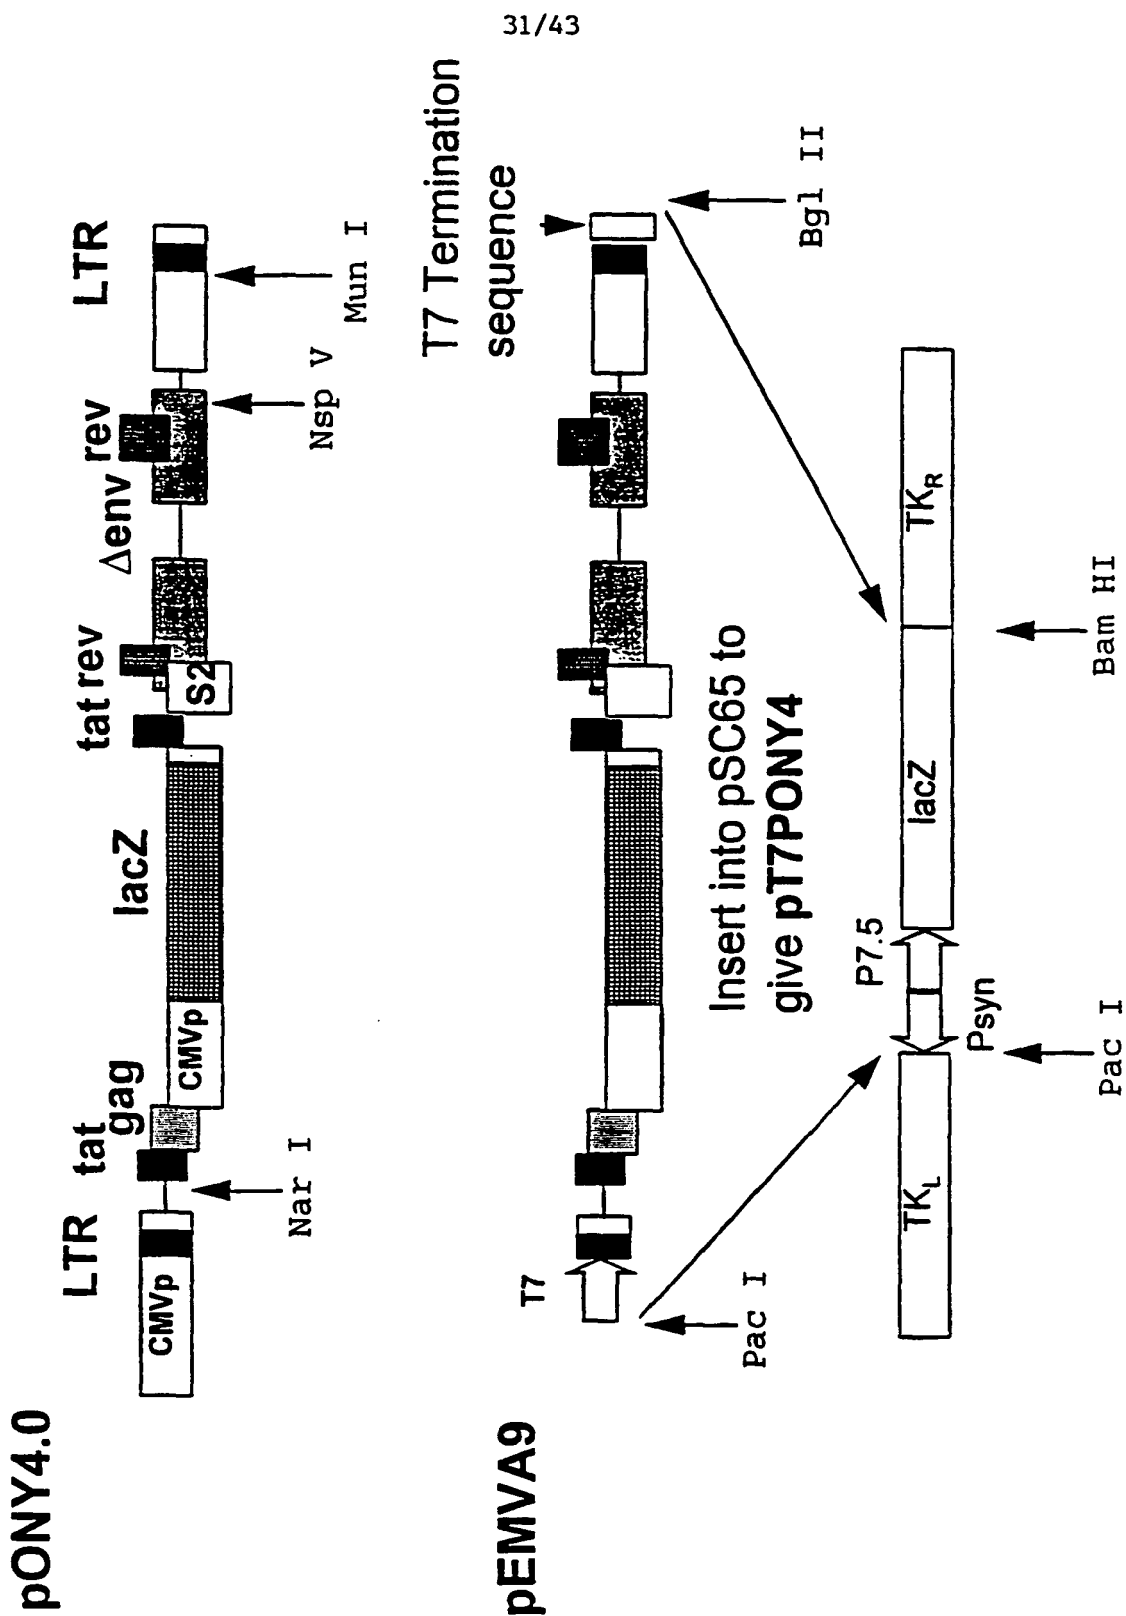 31/43
pONY4.0
LTR
tat
gag
lacZ
tat rev
Δenv
rev
LTR
CMVp
CMVp
S2
Nar I
Nsp V
Mun I
pEMVA9
T7
T7 Termination
sequence
Pac I
Bgl II
Insert into pSC65 to
give pT7PONY4
TKL
Psyn
P7.5
lacZ
TKR
Pac I
Bam HI